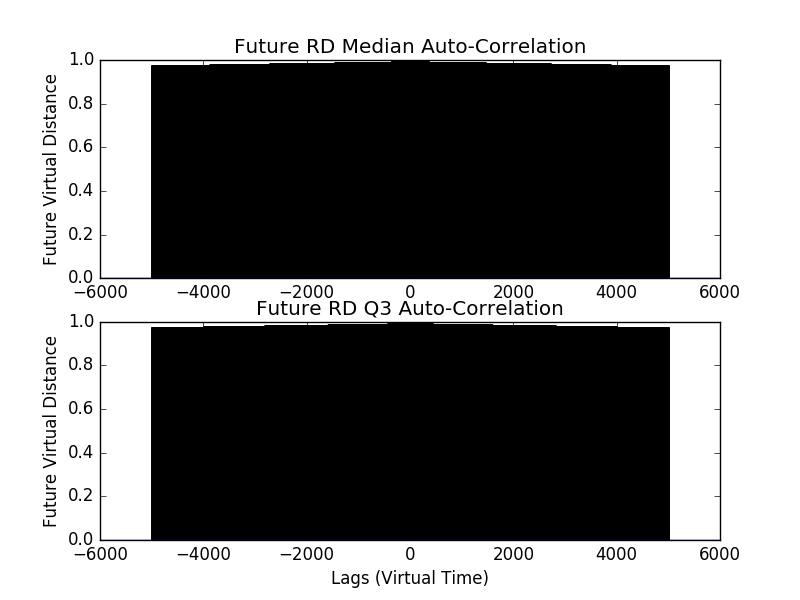 Future RD Median Auto-Correlation
Future Virtual Distance
1.0
0.8
0.6
0.4
0.2
0.0
−6000 −4000 −2000 0 2000 4000 6000
Future RD Q3 Auto-Correlation
Future Virtual Distance
1.0
0.8
0.6
0.4
0.2
0.0
−6000 −4000 −2000 0 2000 4000 6000
Lags (Virtual Time)